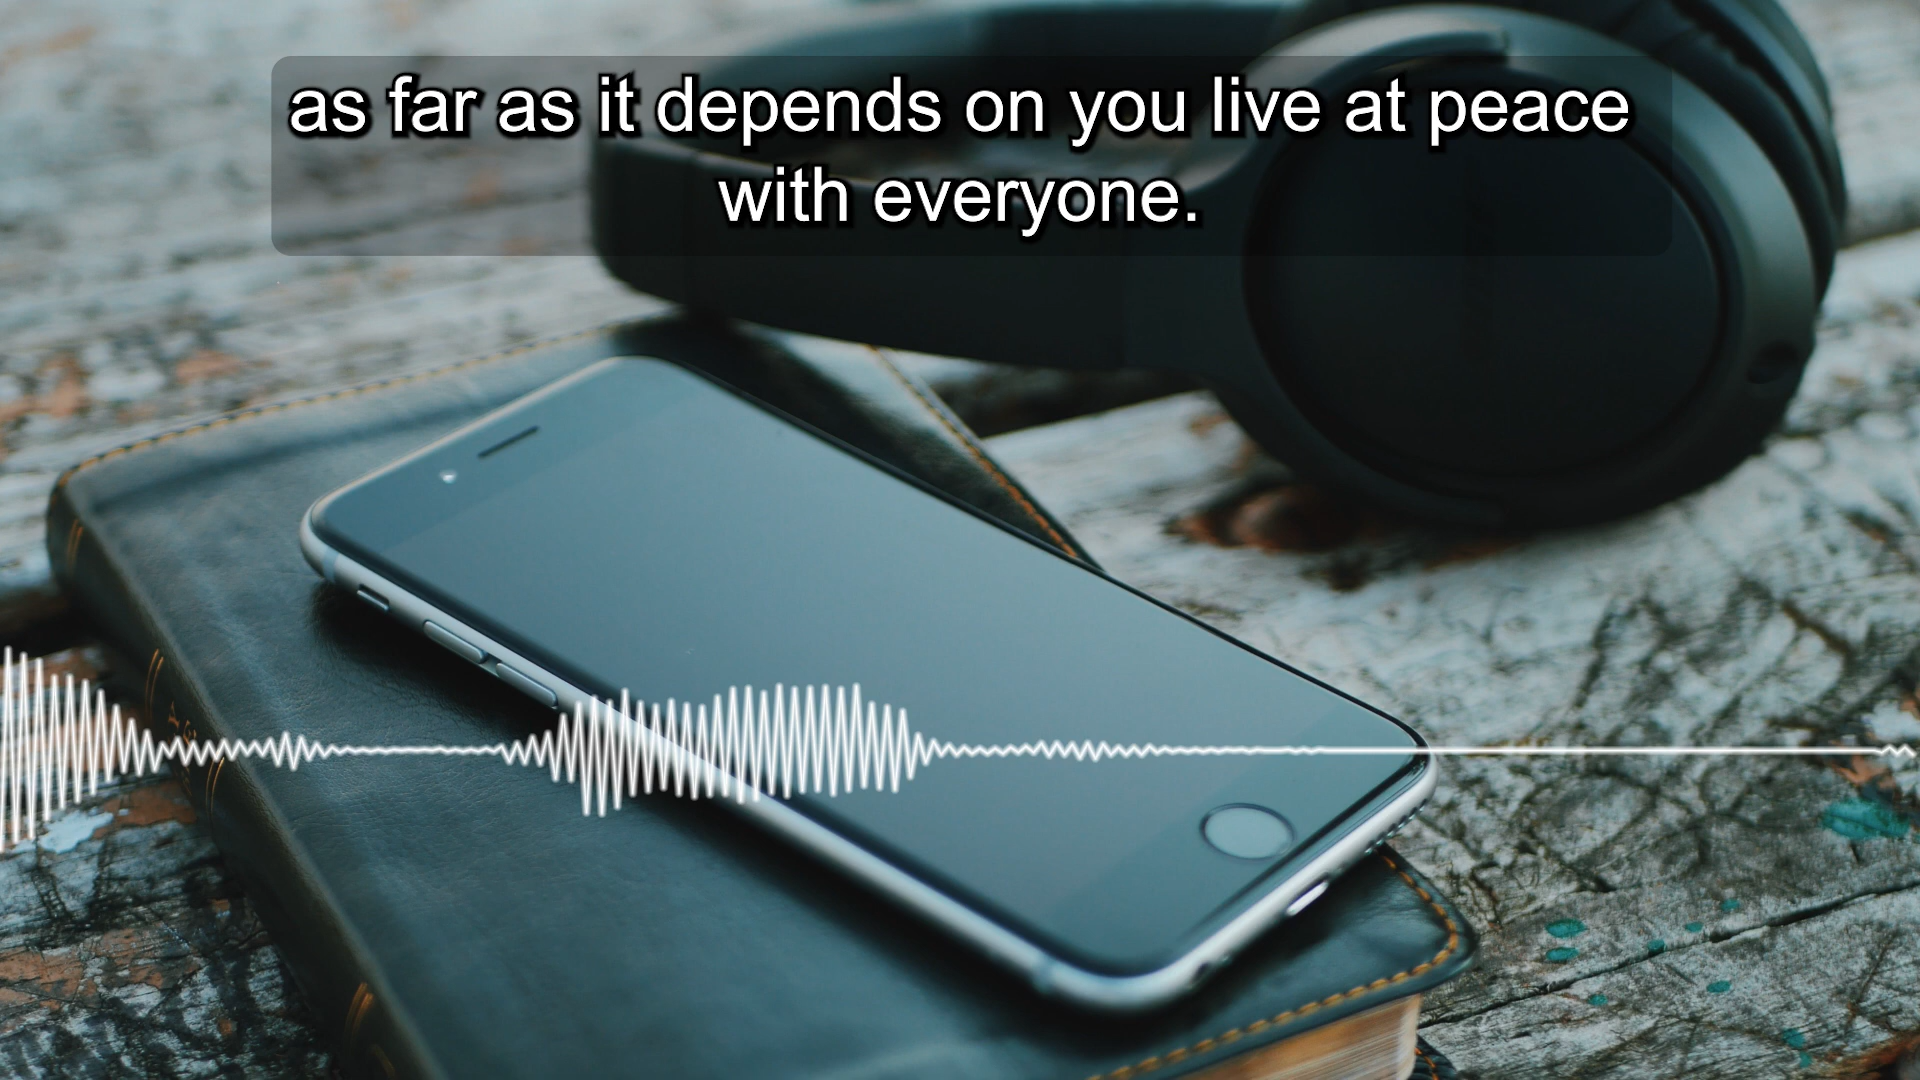 as far as it depends on you live at peace
with everyone.